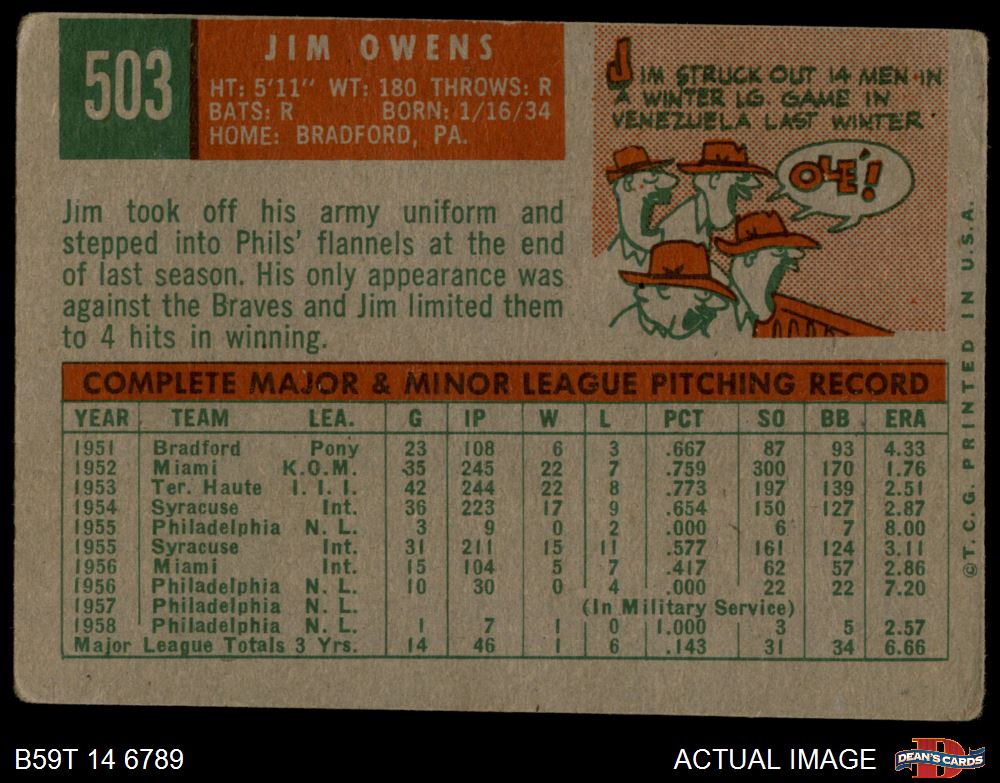 503
JIM OWENS
HT: 5'11" WT: 180 THROWS: R
BATS: R BORN: 1/16/34
HOME: BRADFORD, PA.
JIM STRUCK OUT 14 MEN IN
A WINTER LG. GAME IN
VENEZUELA LAST WINTER
OLÉ!
Jim took off his army uniform and
stepped into Phils' flannels at the end
of last season. His only appearance was
against the Braves and Jim limited them
to 4 hits in winning.
COMPLETE MAJOR & MINOR LEAGUE PITCHING RECORD
YEAR TEAM LEA. G IP W L PCT SO BB ERA
1951 Bradford Pony 23 108 6 3 .667 87 93 4.33
1952 Miami K.O.M. 35 245 22 7 .759 300 170 1.76
1953 Ter. Haute I. I. I. 42 244 22 8 .773 197 139 2.51
1954 Syracuse Int. 36 223 17 9 .654 150 127 2.87
1955 Philadelphia N. L. 3 9 0 2 .000 6 7 8.00
1955 Syracuse Int. 31 211 15 11 .577 161 124 3.11
1956 Miami Int. 15 104 5 7 .417 62 57 2.86
1956 Philadelphia N. L. 10 30 0 4 .000 22 22 7.20
1957 Philadelphia N. L. (In Military Service)
1958 Philadelphia N. L. 1 7 1 0 1.000 3 5 2.57
Major League Totals 3 Yrs. 14 46 1 6 .143 31 34 6.66
©T. C. G. PRINTED IN U.S.A.
B59T 14 6789
ACTUAL IMAGE
D
DEAN'S CARDS